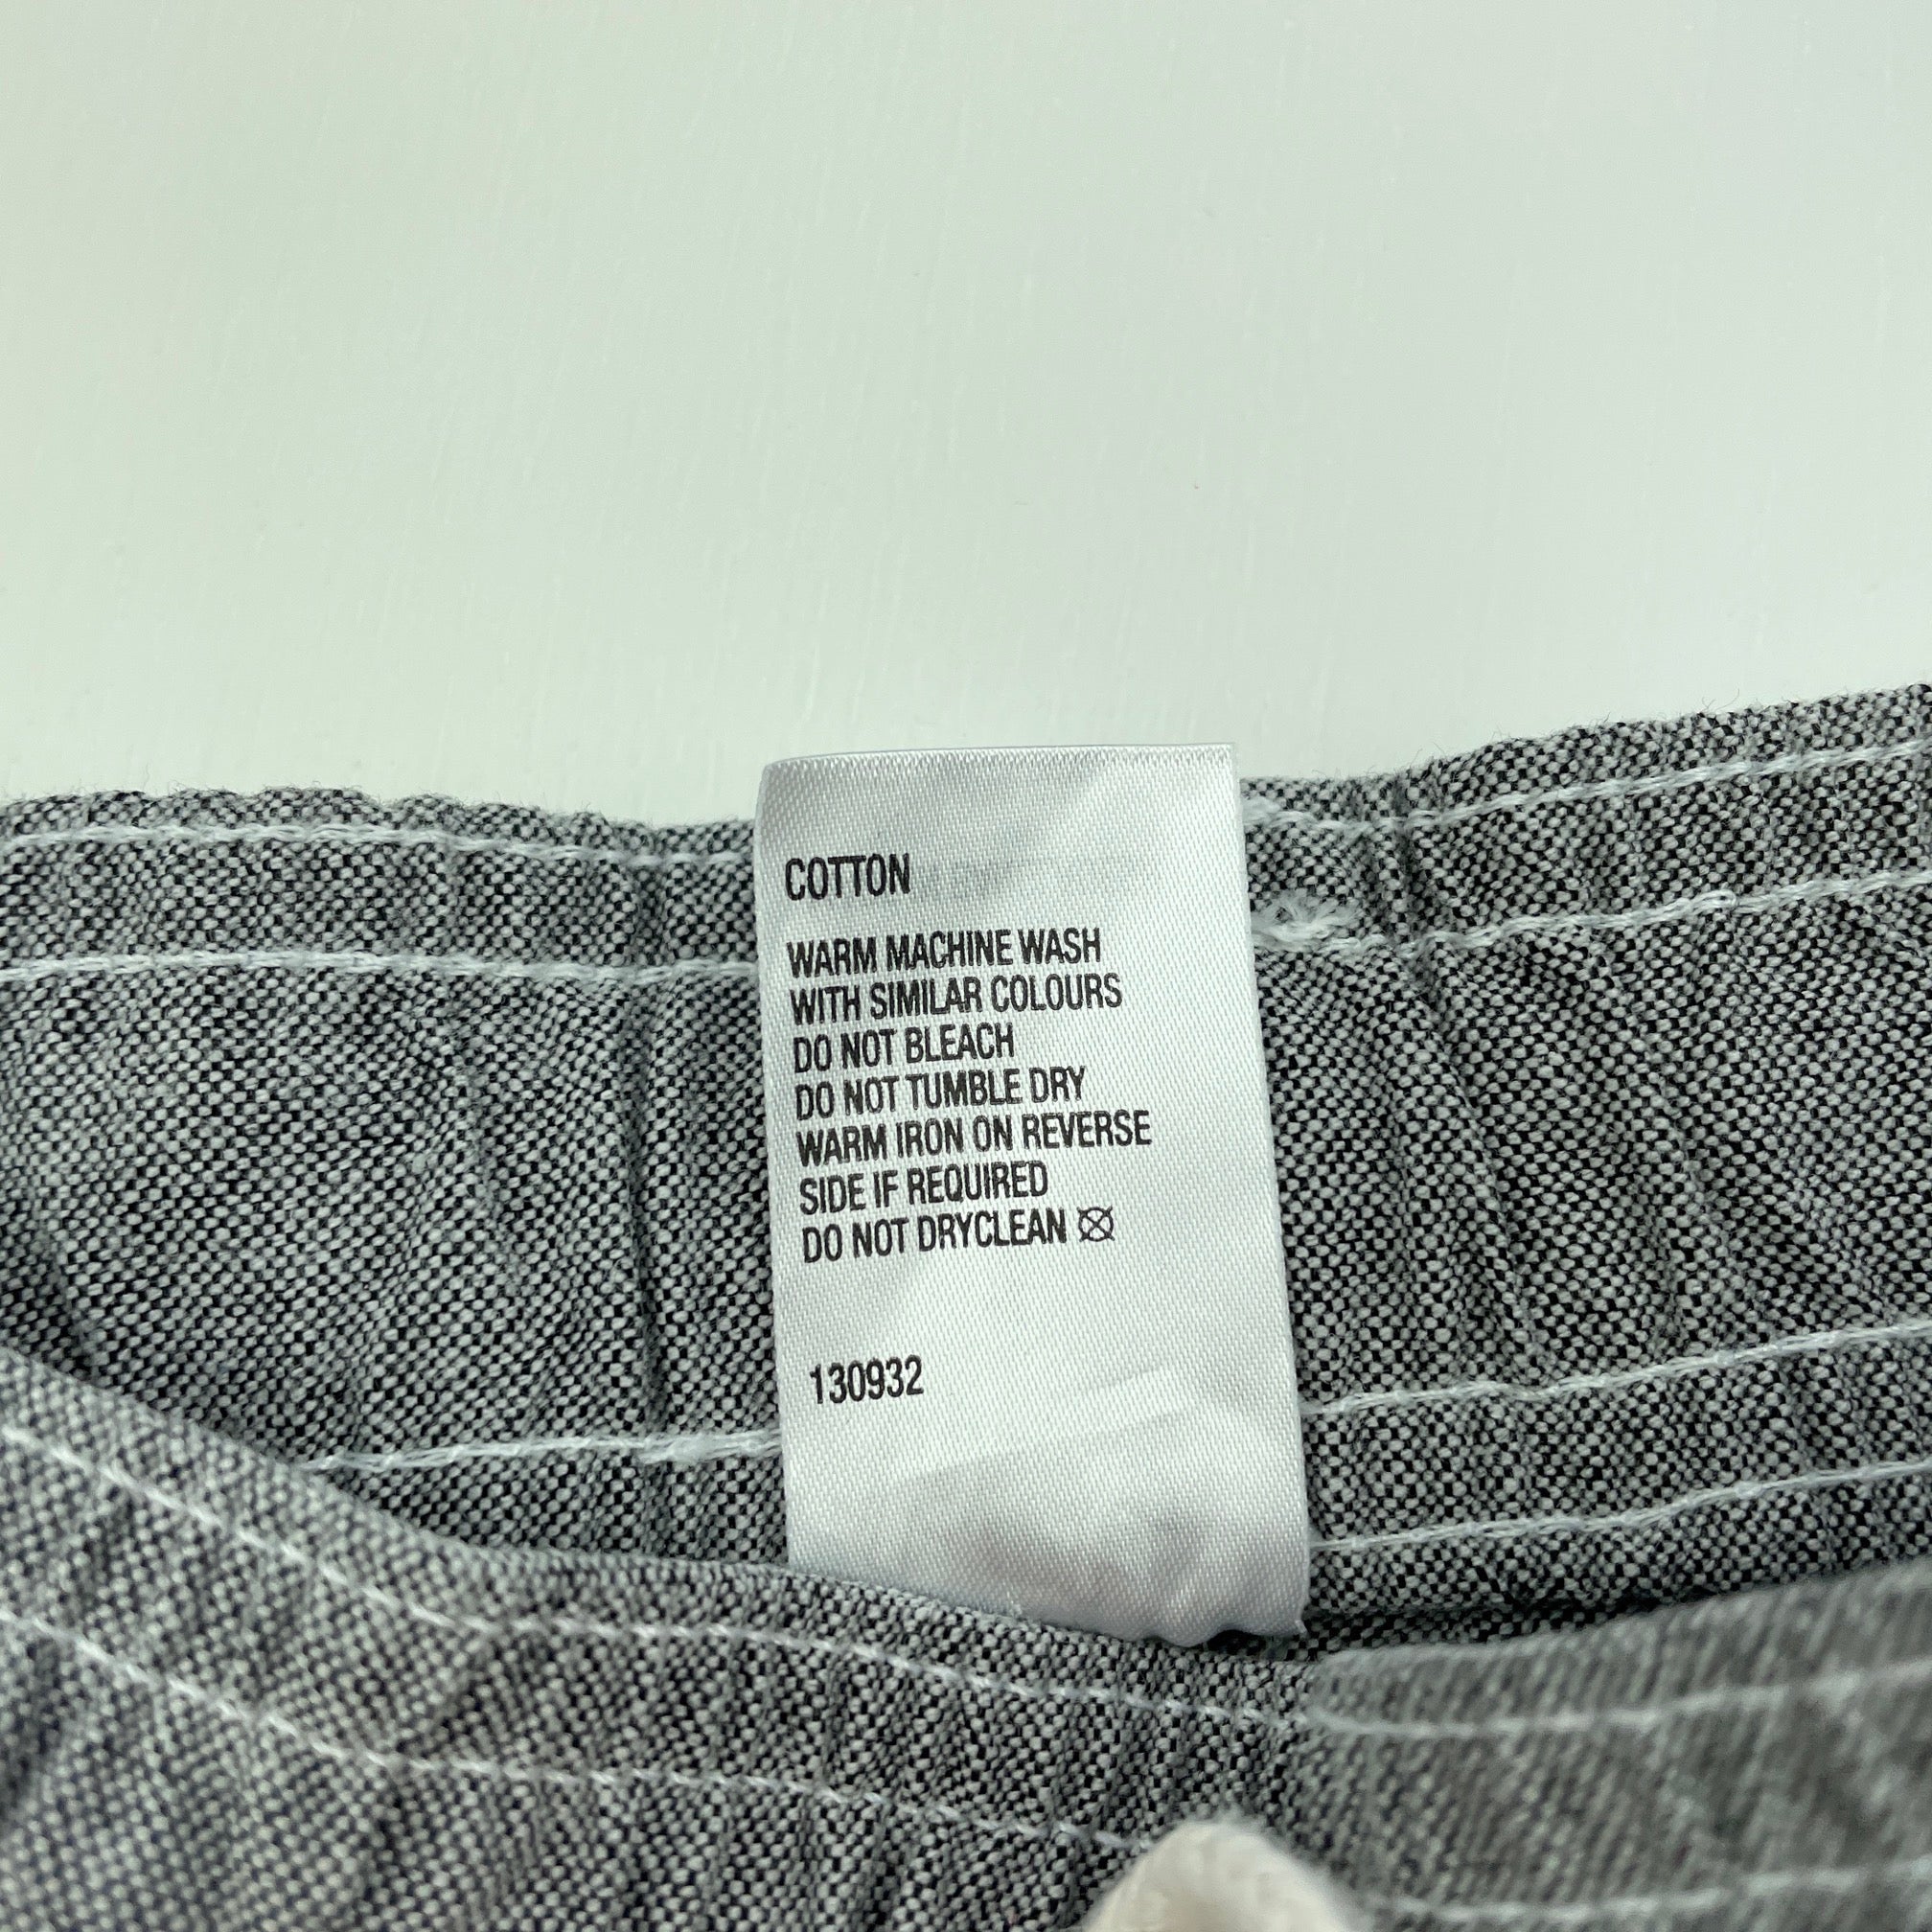 COTTON
WARM MACHINE WASH
WITH SIMILAR COLOURS
DO NOT BLEACH
DO NOT TUMBLE DRY
WARM IRON ON REVERSE
SIDE IF REQUIRED
DO NOT DRYCLEAN
130932